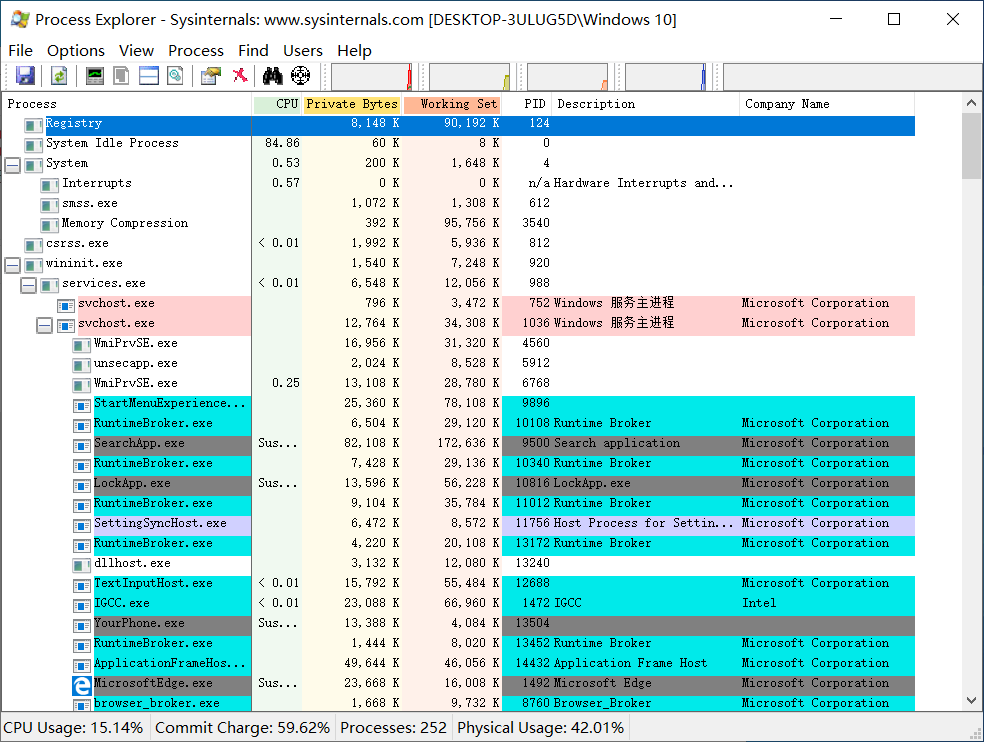 Process Explorer - Sysinternals: www.sysinternals.com [DESKTOP-3ULUG5D\Windows 10]
File Options View Process Find Users Help
Process CPU Private Bytes Working Set PID Description Company Name
Registry 8,148 K 90,192 K 124
System Idle Process 84.86 60 K 8 K 0
System 0.53 200 K 1,648 K 4
Interrupts 0.57 0 K 0 K n/a Hardware Interrupts and...
smss.exe 1,072 K 1,308 K 612
Memory Compression 392 K 95,756 K 3540
csrss.exe < 0.01 1,992 K 5,936 K 812
wininit.exe 1,540 K 7,248 K 920
services.exe < 0.01 6,548 K 12,056 K 988
svchost.exe 796 K 3,472 K 752 Windows 服务主进程 Microsoft Corporation
svchost.exe 12,764 K 34,308 K 1036 Windows 服务主进程 Microsoft Corporation
WmiPrvSE.exe 16,956 K 31,320 K 4560
unsecapp.exe 2,024 K 8,528 K 5912
WmiPrvSE.exe 0.25 13,108 K 28,780 K 6768
StartMenuExperience... 25,360 K 78,108 K 9896
RuntimeBroker.exe 6,504 K 29,120 K 10108 Runtime Broker Microsoft Corporation
SearchApp.exe Sus... 82,108 K 172,636 K 9500 Search application Microsoft Corporation
RuntimeBroker.exe 7,428 K 29,136 K 10340 Runtime Broker Microsoft Corporation
LockApp.exe Sus... 13,596 K 56,228 K 10816 LockApp.exe Microsoft Corporation
RuntimeBroker.exe 9,104 K 35,784 K 11012 Runtime Broker Microsoft Corporation
SettingSyncHost.exe 6,472 K 8,572 K 11756 Host Process for Settin... Microsoft Corporation
RuntimeBroker.exe 4,220 K 20,108 K 13172 Runtime Broker Microsoft Corporation
dllhost.exe 3,132 K 12,080 K 13240
TextInputHost.exe < 0.01 15,792 K 55,484 K 12688 Microsoft Corporation
IGCC.exe < 0.01 23,088 K 66,960 K 1472 IGCC Intel
YourPhone.exe Sus... 13,388 K 4,084 K 13504
RuntimeBroker.exe 1,444 K 8,020 K 13452 Runtime Broker Microsoft Corporation
ApplicationFrameHos... 49,644 K 46,056 K 14432 Application Frame Host Microsoft Corporation
MicrosoftEdge.exe Sus... 23,668 K 16,008 K 1492 Microsoft Edge Microsoft Corporation
browser_broker.exe 1,668 K 9,732 K 8760 Browser_Broker Microsoft Corporation
CPU Usage: 15.14% Commit Charge: 59.62% Processes: 252 Physical Usage: 42.01%